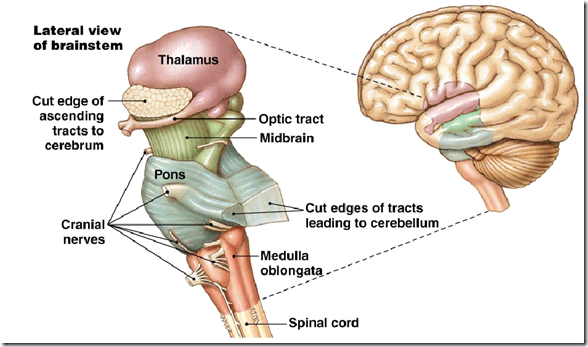 Lateral view
of brainstem
Thalamus
Cut edge of
ascending
tracts to
cerebrum
Optic tract
Midbrain
Pons
Cut edges of tracts
leading to cerebellum
Cranial
nerves
Medulla
oblongata
Spinal cord